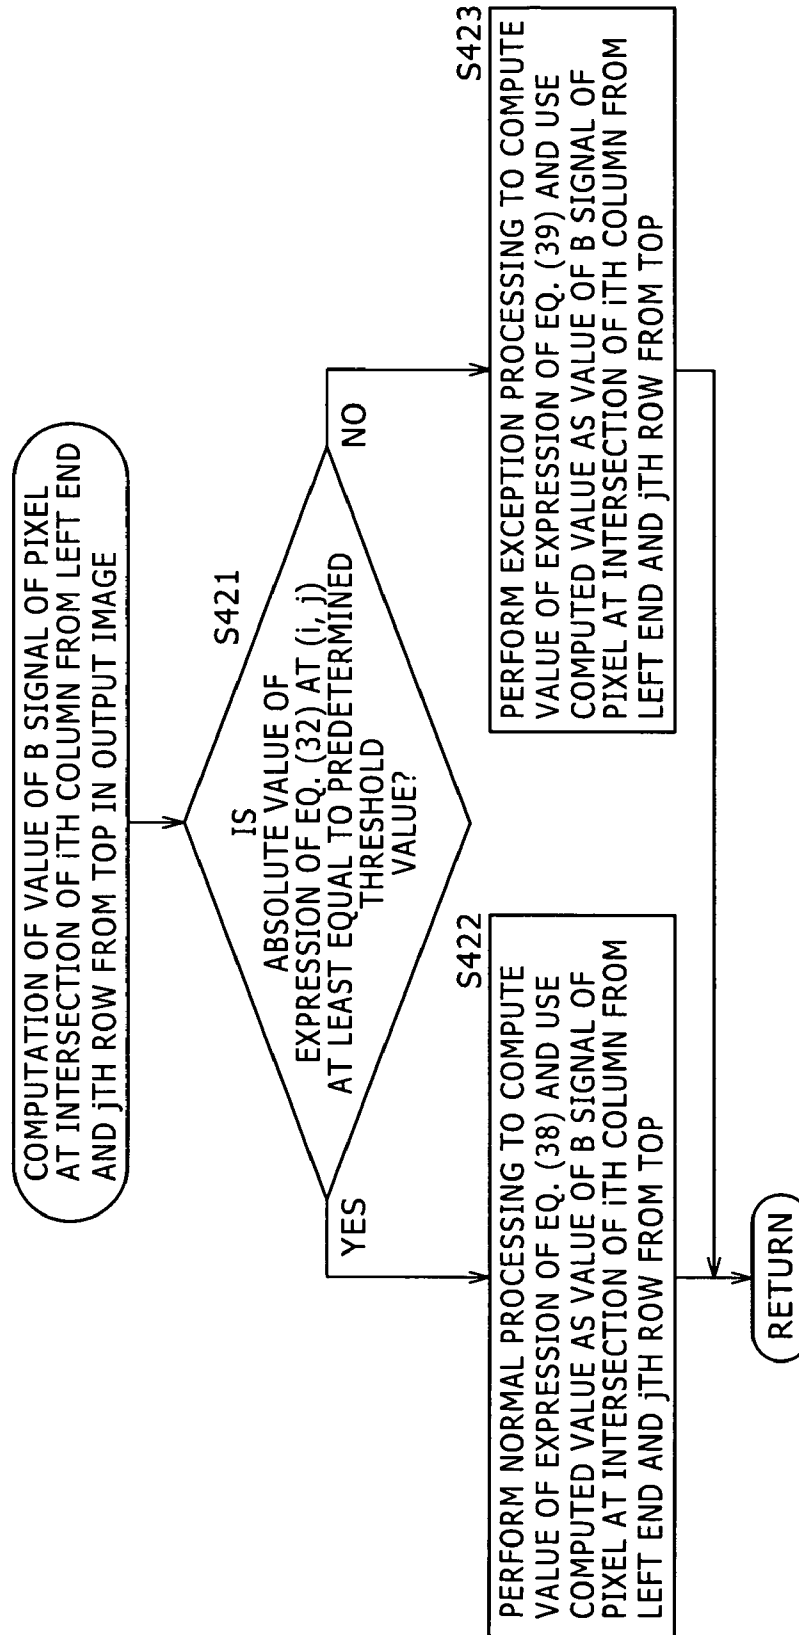 COMPUTATION OF VALUE OF B SIGNAL OF PIXEL
AT INTERSECTION OF iTH COLUMN FROM LEFT END
AND jTH ROW FROM TOP IN OUTPUT IMAGE
S421
IS
ABSOLUTE VALUE OF
EXPRESSION OF EQ. (32) AT (i, j)
AT LEAST EQUAL TO PREDETERMINED
THRESHOLD
VALUE?
YES
NO
S422
PERFORM NORMAL PROCESSING TO COMPUTE
VALUE OF EXPRESSION OF EQ. (38) AND USE
COMPUTED VALUE AS VALUE OF B SIGNAL OF
PIXEL AT INTERSECTION OF iTH COLUMN FROM
LEFT END AND jTH ROW FROM TOP
S423
PERFORM EXCEPTION PROCESSING TO COMPUTE
VALUE OF EXPRESSION OF EQ. (39) AND USE
COMPUTED VALUE AS VALUE OF B SIGNAL OF
PIXEL AT INTERSECTION OF iTH COLUMN FROM
LEFT END AND jTH ROW FROM TOP
RETURN